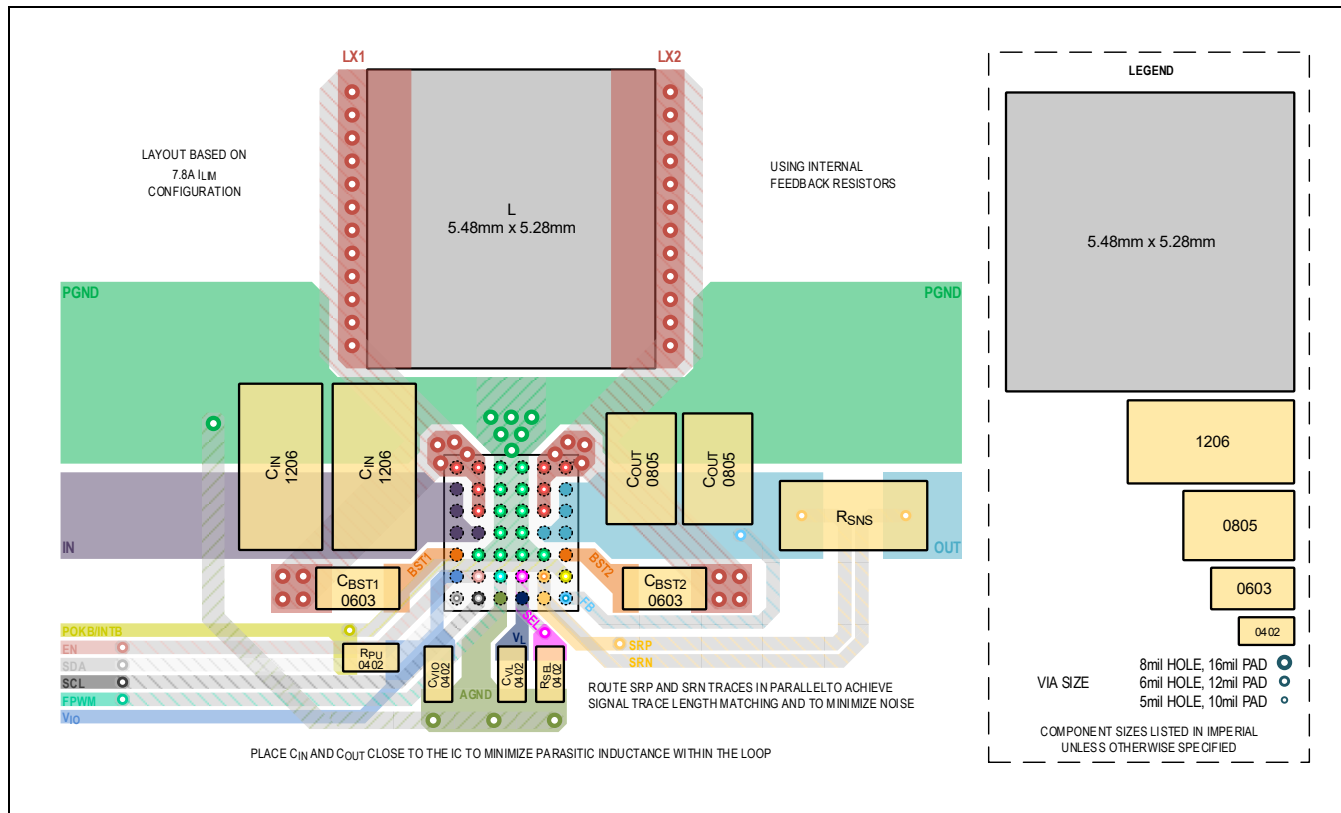 LX1
LX2
LEGEND
LAYOUT BASED ON
7.8A ILIM
CONFIGURATION
USING INTERNAL
FEEDBACK RESISTORS
L
5.48mm x 5.28mm
5.48mm x 5.28mm
PGND
PGND
CIN
1206
CIN
1206
COUT
0805
COUT
0805
RSNS
IN
OUT
BST1
BST2
CBST1
0603
CBST2
0603
FB
SEL
VL
POKB/INTB
EN
SDA
SCL
FPWM
VIO
RPU
0402
CVIO
0402
AGND
CVL
0402
RSEL
0402
SRP
SRN
ROUTE SRP AND SRN TRACES IN PARALLEL TO ACHIEVE
SIGNAL TRACE LENGTH MATCHING AND TO MINIMIZE NOISE
PLACE CIN AND COUT CLOSE TO THE IC TO MINIMIZE PARASITIC INDUCTANCE WITHIN THE LOOP
1206
0805
0603
0402
VIA SIZE
8mil HOLE, 16mil PAD
6mil HOLE, 12mil PAD
5mil HOLE, 10mil PAD
COMPONENT SIZES LISTED IN IMPERIAL
UNLESS OTHERWISE SPECIFIED